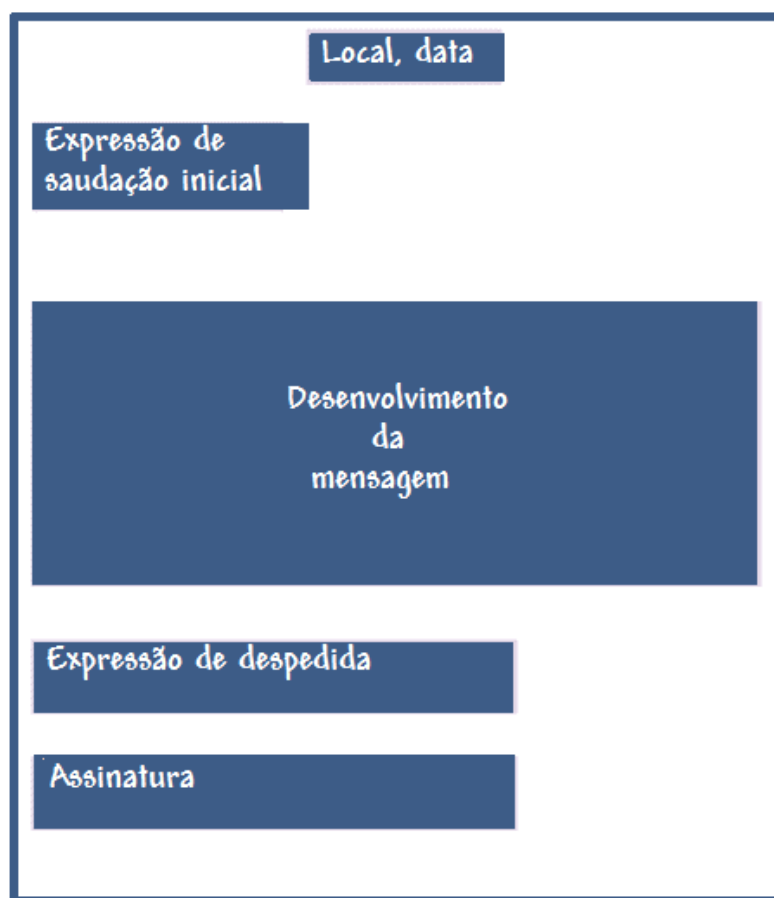 Local, data
Expressão de
saudação inicial
Desenvolvimento
da
mensagem
Expressão de despedida
Assinatura